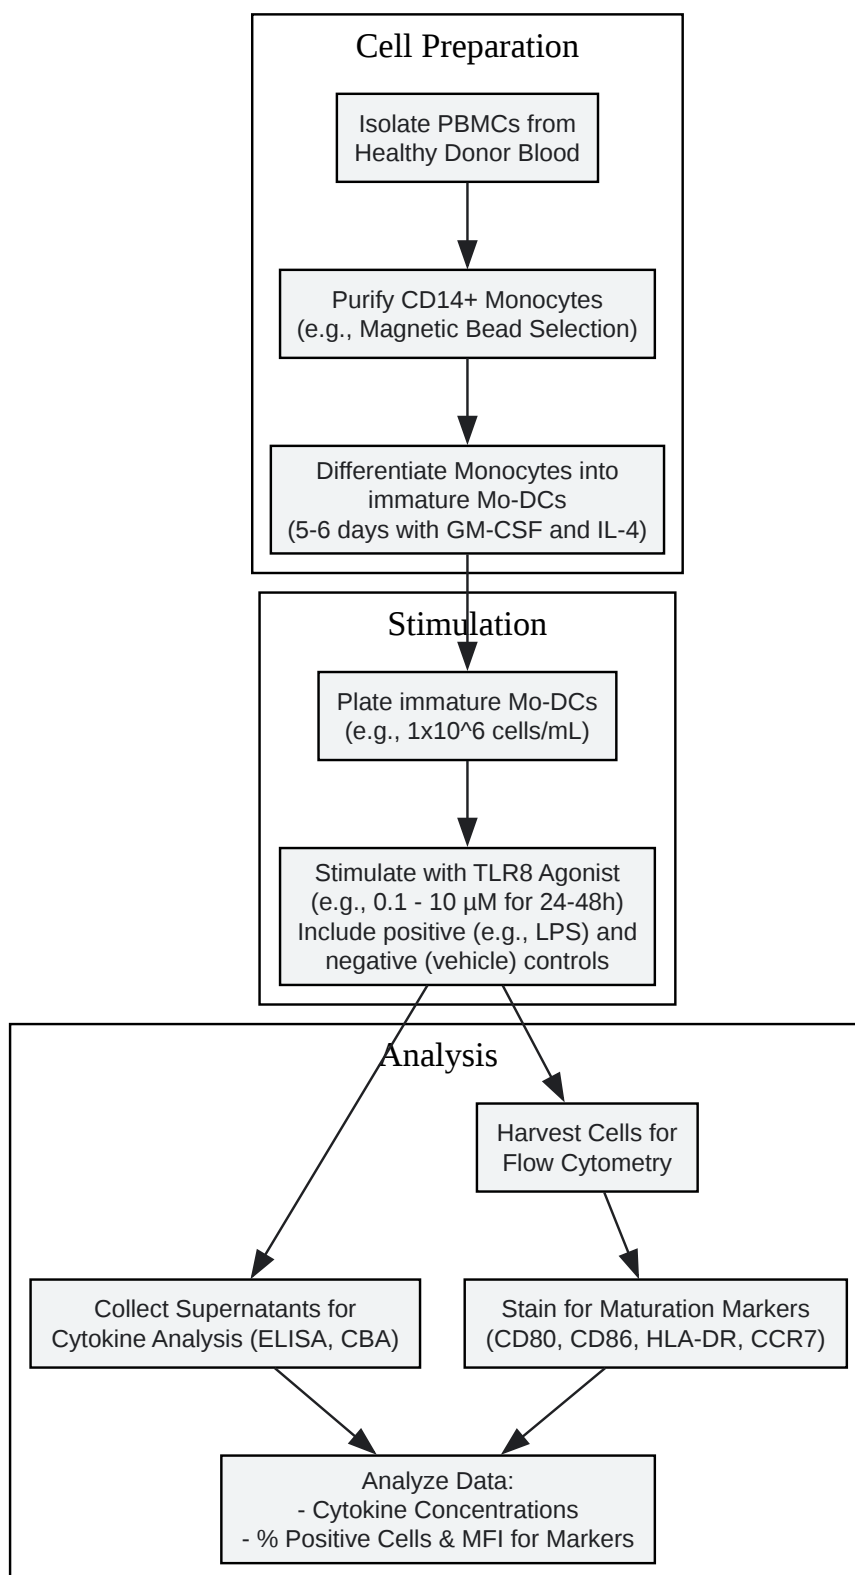 Cell Preparation
Isolate PBMCs from
Healthy Donor Blood
Purify CD14+ Monocytes
(e.g., Magnetic Bead Selection)
Differentiate Monocytes into
immature Mo-DCs
(5-6 days with GM-CSF and IL-4)
Stimulation
Plate immature Mo-DCs
(e.g., 1x10^6 cells/mL)
Stimulate with TLR8 Agonist
(e.g., 0.1 - 10 µM for 24-48h)
Include positive (e.g., LPS) and
negative (vehicle) controls
Analysis
Harvest Cells for
Flow Cytometry
Collect Supernatants for
Cytokine Analysis (ELISA, CBA)
Stain for Maturation Markers
(CD80, CD86, HLA-DR, CCR7)
Analyze Data:
- Cytokine Concentrations
- % Positive Cells & MFI for Markers